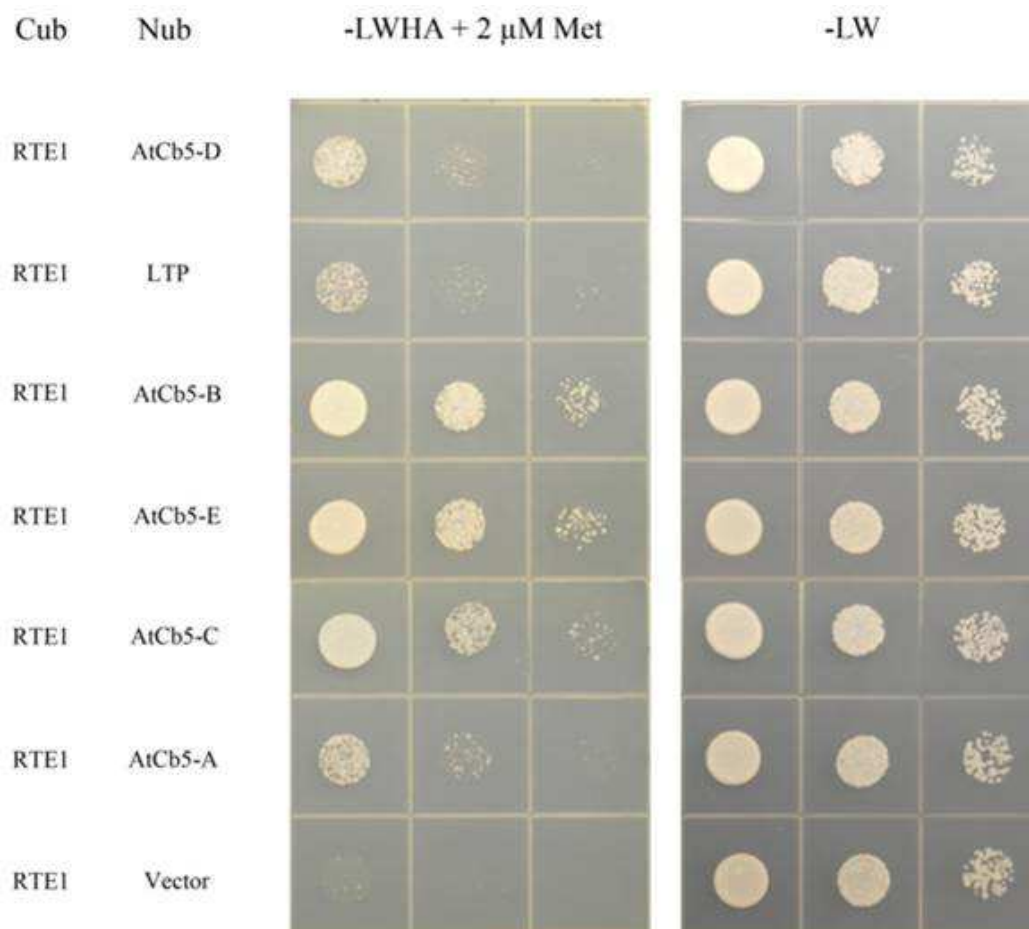 Cub Nub -LWHA + 2 μM Met -LW
RTE1 AtCb5-D
RTE1 LTP
RTE1 AtCb5-B
RTE1 AtCb5-E
RTE1 AtCb5-C
RTE1 AtCb5-A
RTE1 Vector